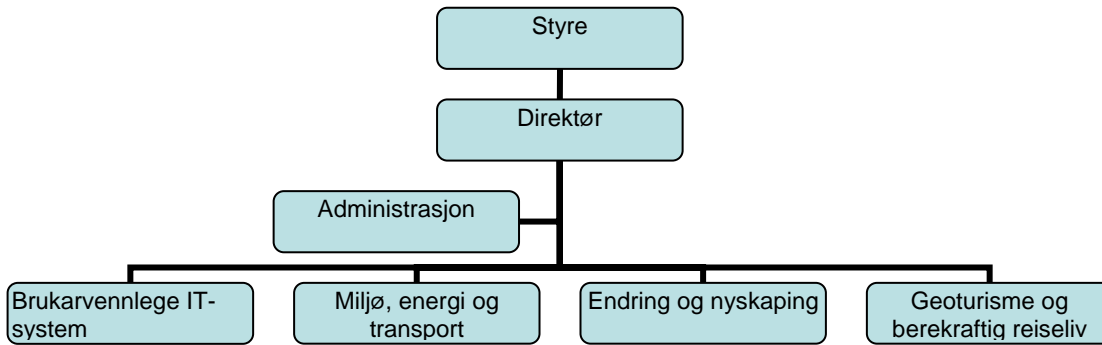 Styre
Direktør
Administrasjon
Brukarvennlege IT-
system
Miljø, energi og
transport
Endring og nyskaping
Geoturisme og
berekraftig reiseliv